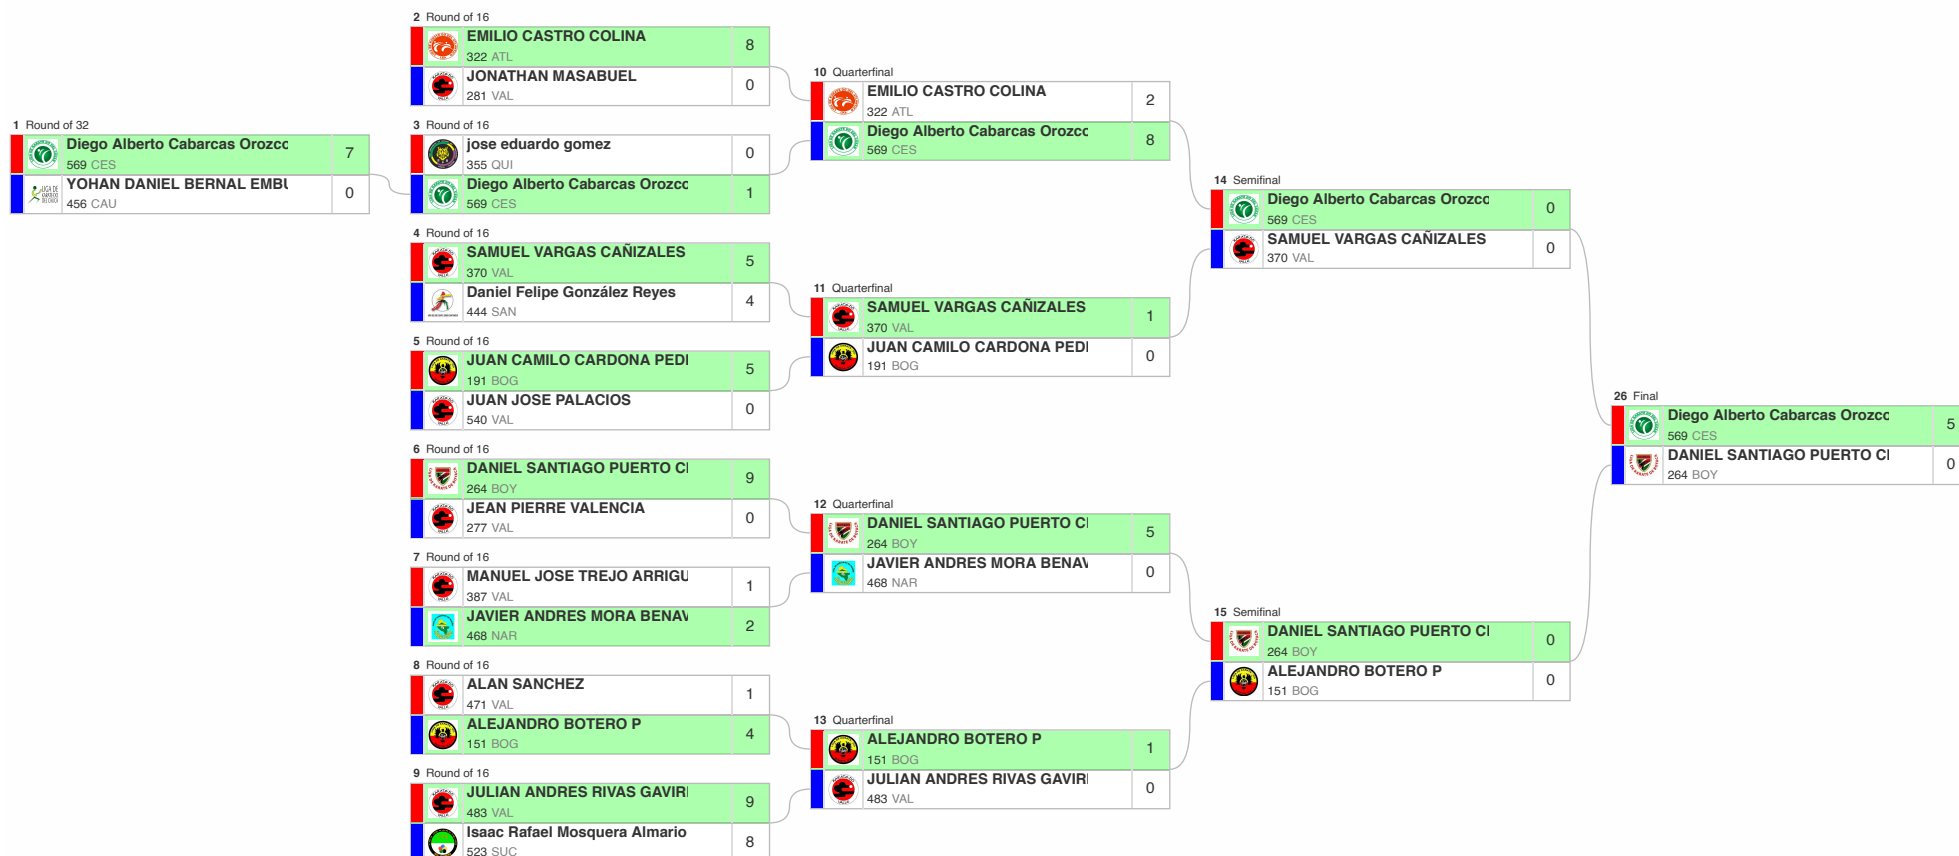 1 Round of 32
Diego Alberto Cabarcas Orozco
7
569 CES
YOHAN DANIEL BERNAL EMBU
0
456 CAU
2 Round of 16
EMILIO CASTRO COLINA
8
322 ATL
JONATHAN MASABUEL
0
281 VAL
3 Round of 16
jose eduardo gomez
0
355 QUI
Diego Alberto Cabarcas Orozco
1
569 CES
4 Round of 16
SAMUEL VARGAS CAÑIZALES
5
370 VAL
Daniel Felipe González Reyes
4
444 SAN
5 Round of 16
JUAN CAMILO CARDONA PEDI
5
191 BOG
JUAN JOSE PALACIOS
0
540 VAL
6 Round of 16
DANIEL SANTIAGO PUERTO CI
9
264 BOY
JEAN PIERRE VALENCIA
0
277 VAL
7 Round of 16
MANUEL JOSE TREJO ARRIGU
1
387 VAL
JAVIER ANDRES MORA BENAV
2
468 NAR
8 Round of 16
ALAN SANCHEZ
1
471 VAL
ALEJANDRO BOTERO P
4
151 BOG
9 Round of 16
JULIAN ANDRES RIVAS GAVIRI
9
483 VAL
Isaac Rafael Mosquera Almario
8
523 SUC
10 Quarterfinal
EMILIO CASTRO COLINA
2
322 ATL
Diego Alberto Cabarcas Orozco
8
569 CES
11 Quarterfinal
SAMUEL VARGAS CAÑIZALES
1
370 VAL
JUAN CAMILO CARDONA PEDI
0
191 BOG
12 Quarterfinal
DANIEL SANTIAGO PUERTO CI
5
264 BOY
JAVIER ANDRES MORA BENAV
0
468 NAR
13 Quarterfinal
ALEJANDRO BOTERO P
1
151 BOG
JULIAN ANDRES RIVAS GAVIRI
0
483 VAL
14 Semifinal
Diego Alberto Cabarcas Orozco
0
569 CES
SAMUEL VARGAS CAÑIZALES
0
370 VAL
15 Semifinal
DANIEL SANTIAGO PUERTO CI
0
264 BOY
ALEJANDRO BOTERO P
0
151 BOG
26 Final
Diego Alberto Cabarcas Orozco
5
569 CES
DANIEL SANTIAGO PUERTO CI
0
264 BOY